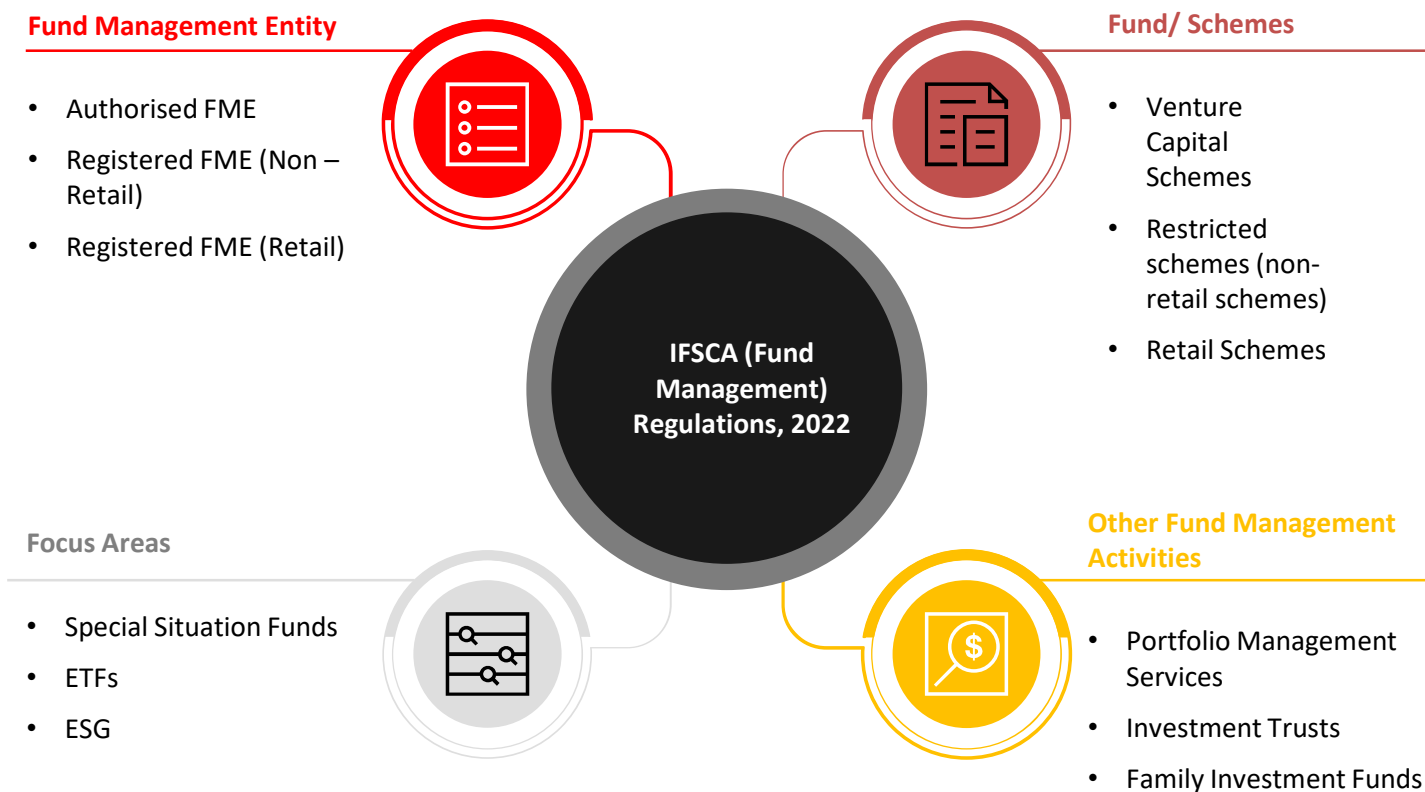 Fund Management Entity
• Authorised FME
• Registered FME (Non –
Retail)
• Registered FME (Retail)
Fund/ Schemes
• Venture
Capital
Schemes
• Restricted
schemes (non-
retail schemes)
• Retail Schemes
IFSCA (Fund
Management)
Regulations, 2022
Focus Areas
• Special Situation Funds
• ETFs
• ESG
Other Fund Management
Activities
$
• Portfolio Management
Services
• Investment Trusts
• Family Investment Funds